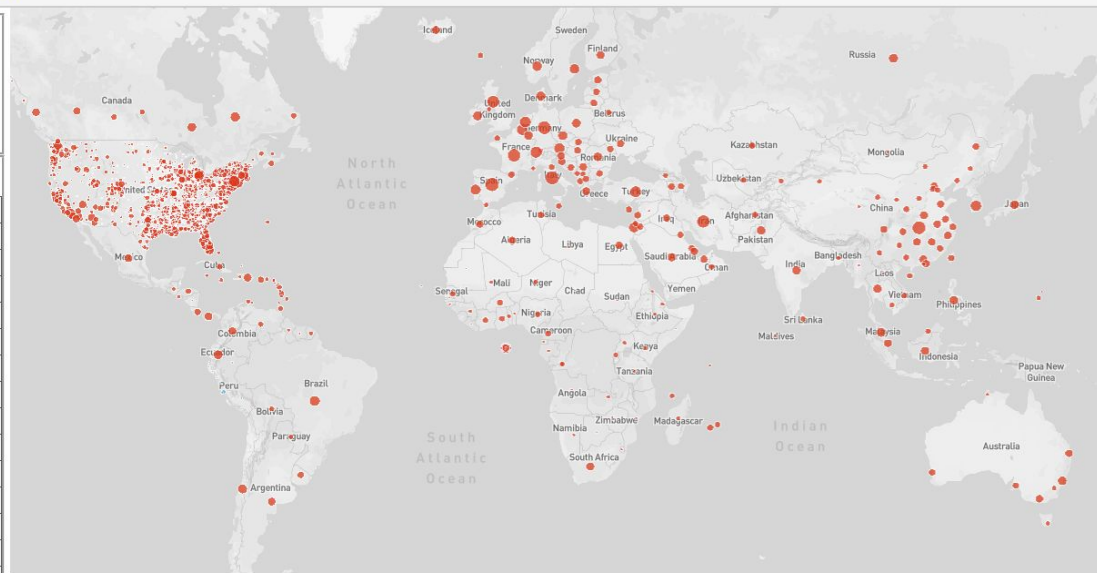 Iceland
Sweden
Finland
Norway
Russia
Canada
Denmark
United
Kingdom
Belarus
Germany
Ukraine
France
Kazakhstan
Romania
Mongolia
North
Atlantic
Ocean
United States
Spain
Italy
Uzbekistan
Greece
Turkey
China
Japan
Tunisia
Morocco
Iraq
Iran
Afghanistan
Algeria
Libya
Egypt
Pakistan
Mexico
Cuba
Saudi Arabia
Bangladesh
India
Oman
Laos
Mali
Niger
Chad
Sudan
Yemen
Senegal
Vietnam
Philippines
Nigeria
Ethiopia
Sri Lanka
Colombia
Cameroon
Maldives
Malaysia
Kenya
Ecuador
Indonesia
Tanzania
Papua New
Guinea
Peru
Brazil
Angola
Bolivia
Zimbabwe
Madagascar
Paraguay
Namibia
Indian
Ocean
South
Atlantic
Ocean
Australia
South Africa
Argentina